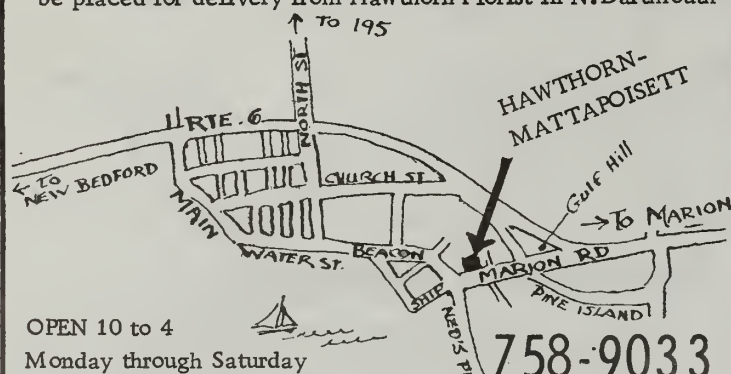 be placed for delivery from Hawthorn Florist in N. Dartmouth
↑ TO 195
HAWTHORN-
MATTAPOISETT
RTE. 6
NORTH ST
Gulf Hill
← TO
NEW BEDFORD
CHURCH ST.
→ TO MARION
MAIN
WATER ST.
BEACON
MARION RD
SHIP
PINE ISLAND
NED'S
OPEN 10 to 4
Monday through Saturday
758-9033